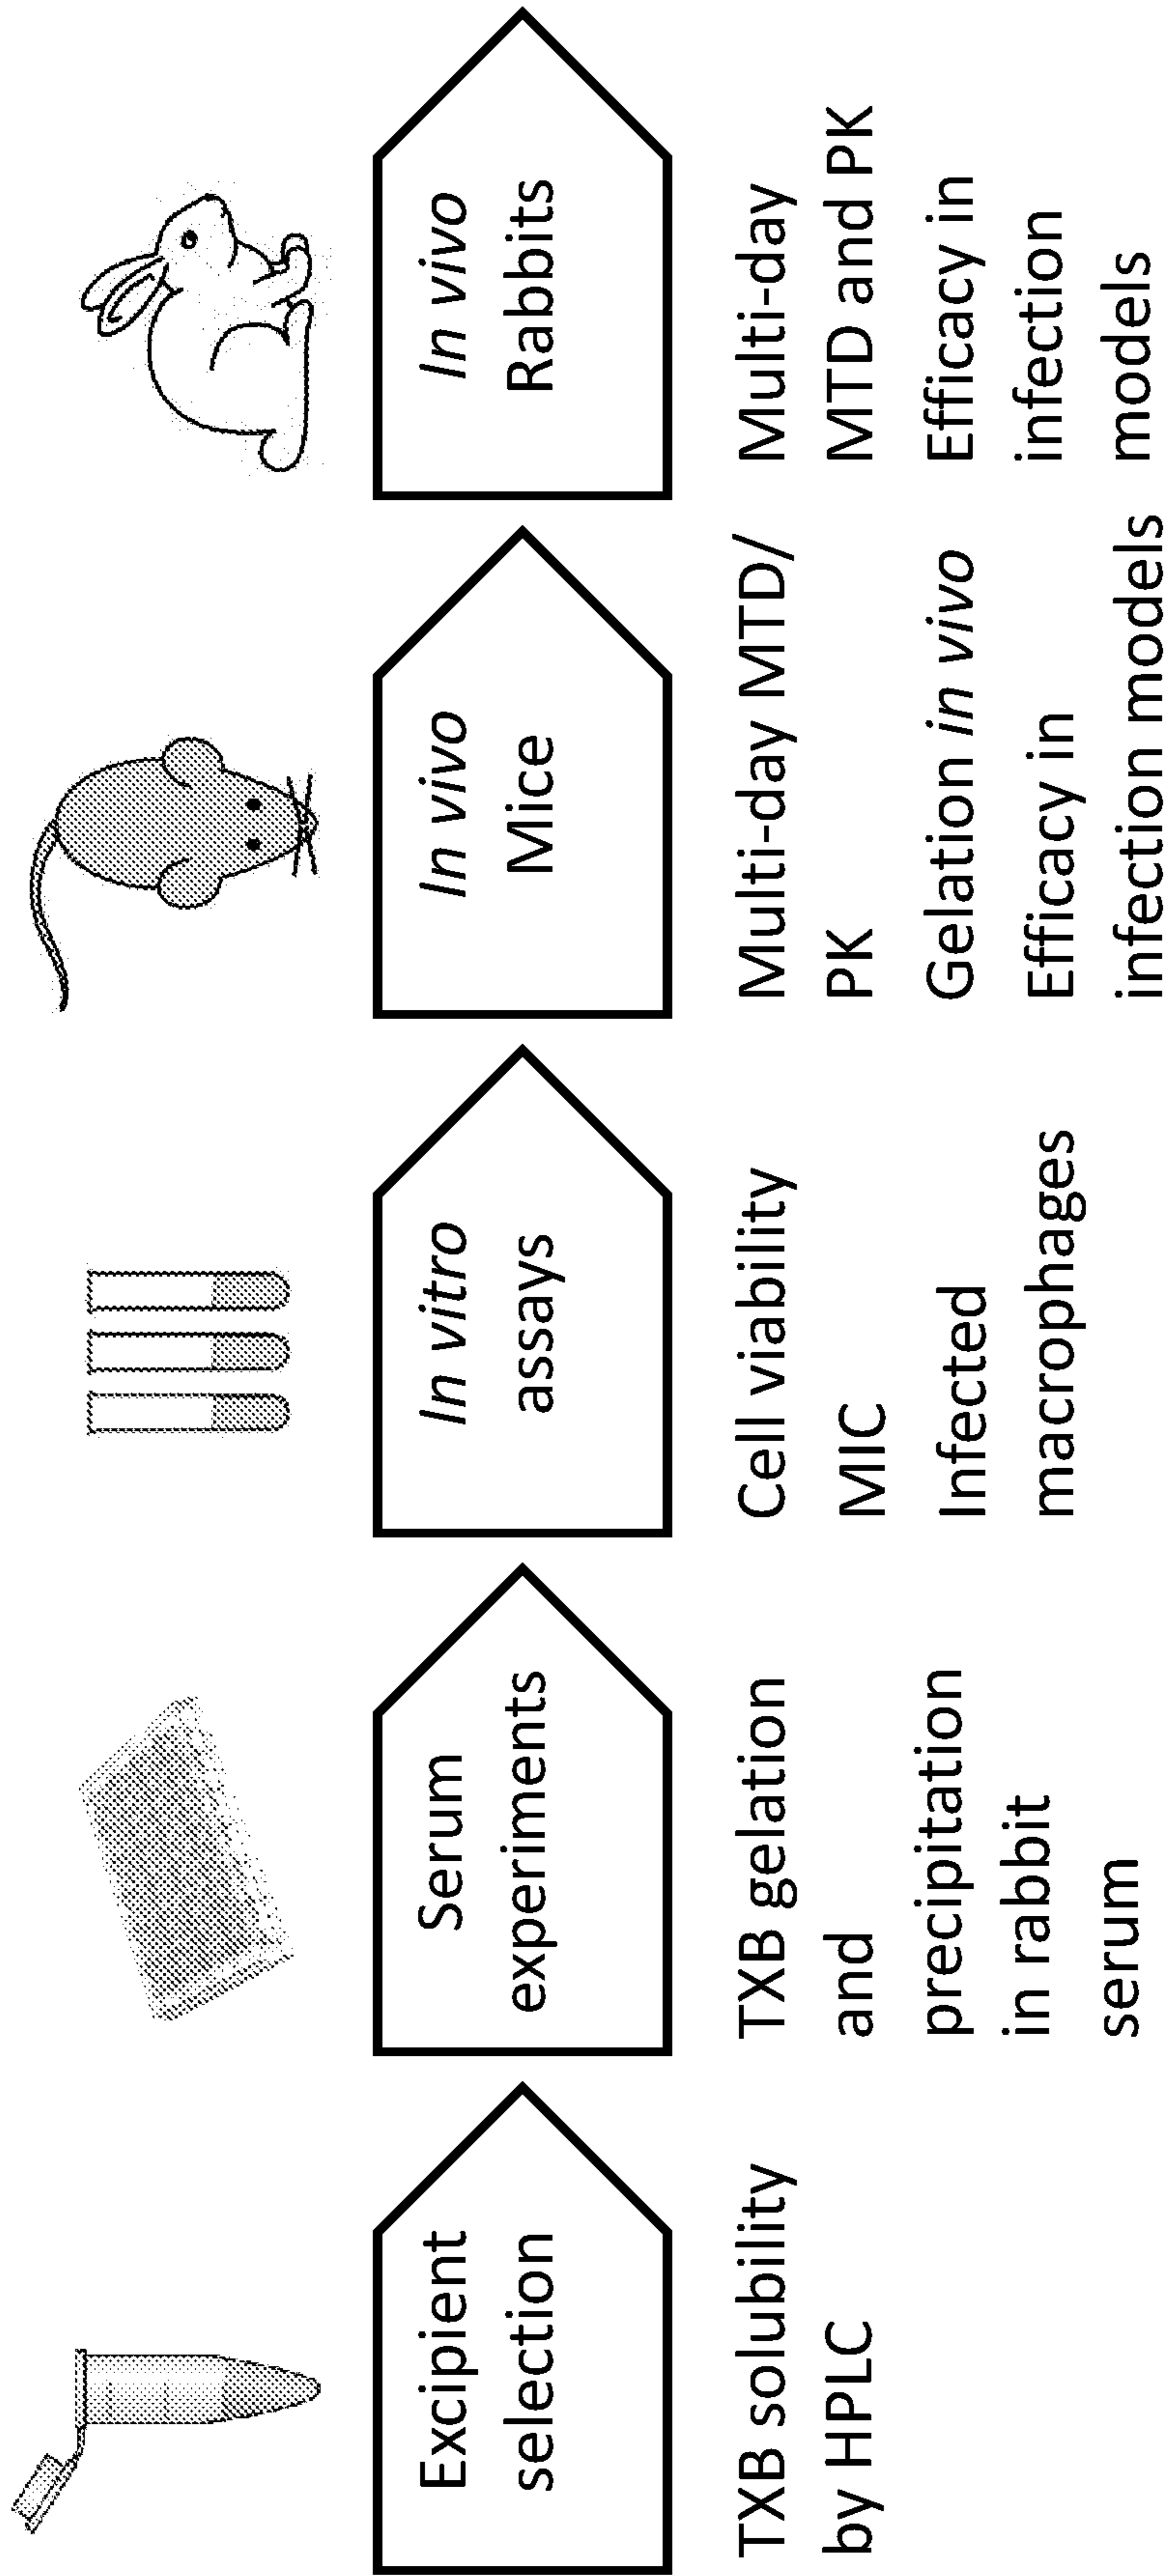 Excipient
selection
TXB solubility
by HPLC
Serum
experiments
TXB gelation
and
precipitation
in rabbit
serum
In vitro
assays
Cell viability
MIC
Infected
macrophages
In vivo
Mice
Multi-day MTD/
PK
Gelation in vivo
Efficacy in
infection models
In vivo
Rabbits
Multi-day
MTD and PK
Efficacy in
infection
models